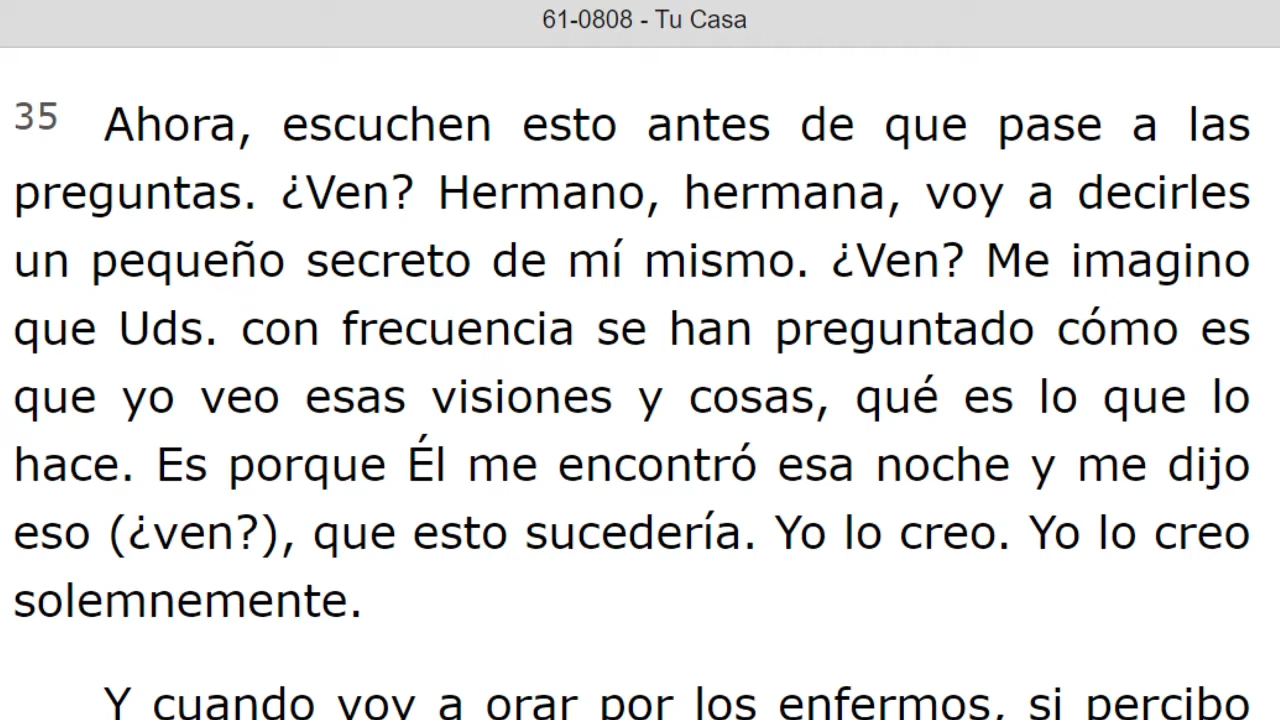 61-0808 - Tu Casa
35 Ahora, escuchen esto antes de que pase a las
preguntas. ¿Ven? Hermano, hermana, voy a decirles
un pequeño secreto de mí mismo. ¿Ven? Me imagino
que Uds. con frecuencia se han preguntado cómo es
que yo veo esas visiones y cosas, qué es lo que lo
hace. Es porque Él me encontró esa noche y me dijo
eso (¿ven?), que esto sucedería. Yo lo creo. Yo lo creo
solemnemente.
Y cuando voy a orar por los enfermos, si percibo